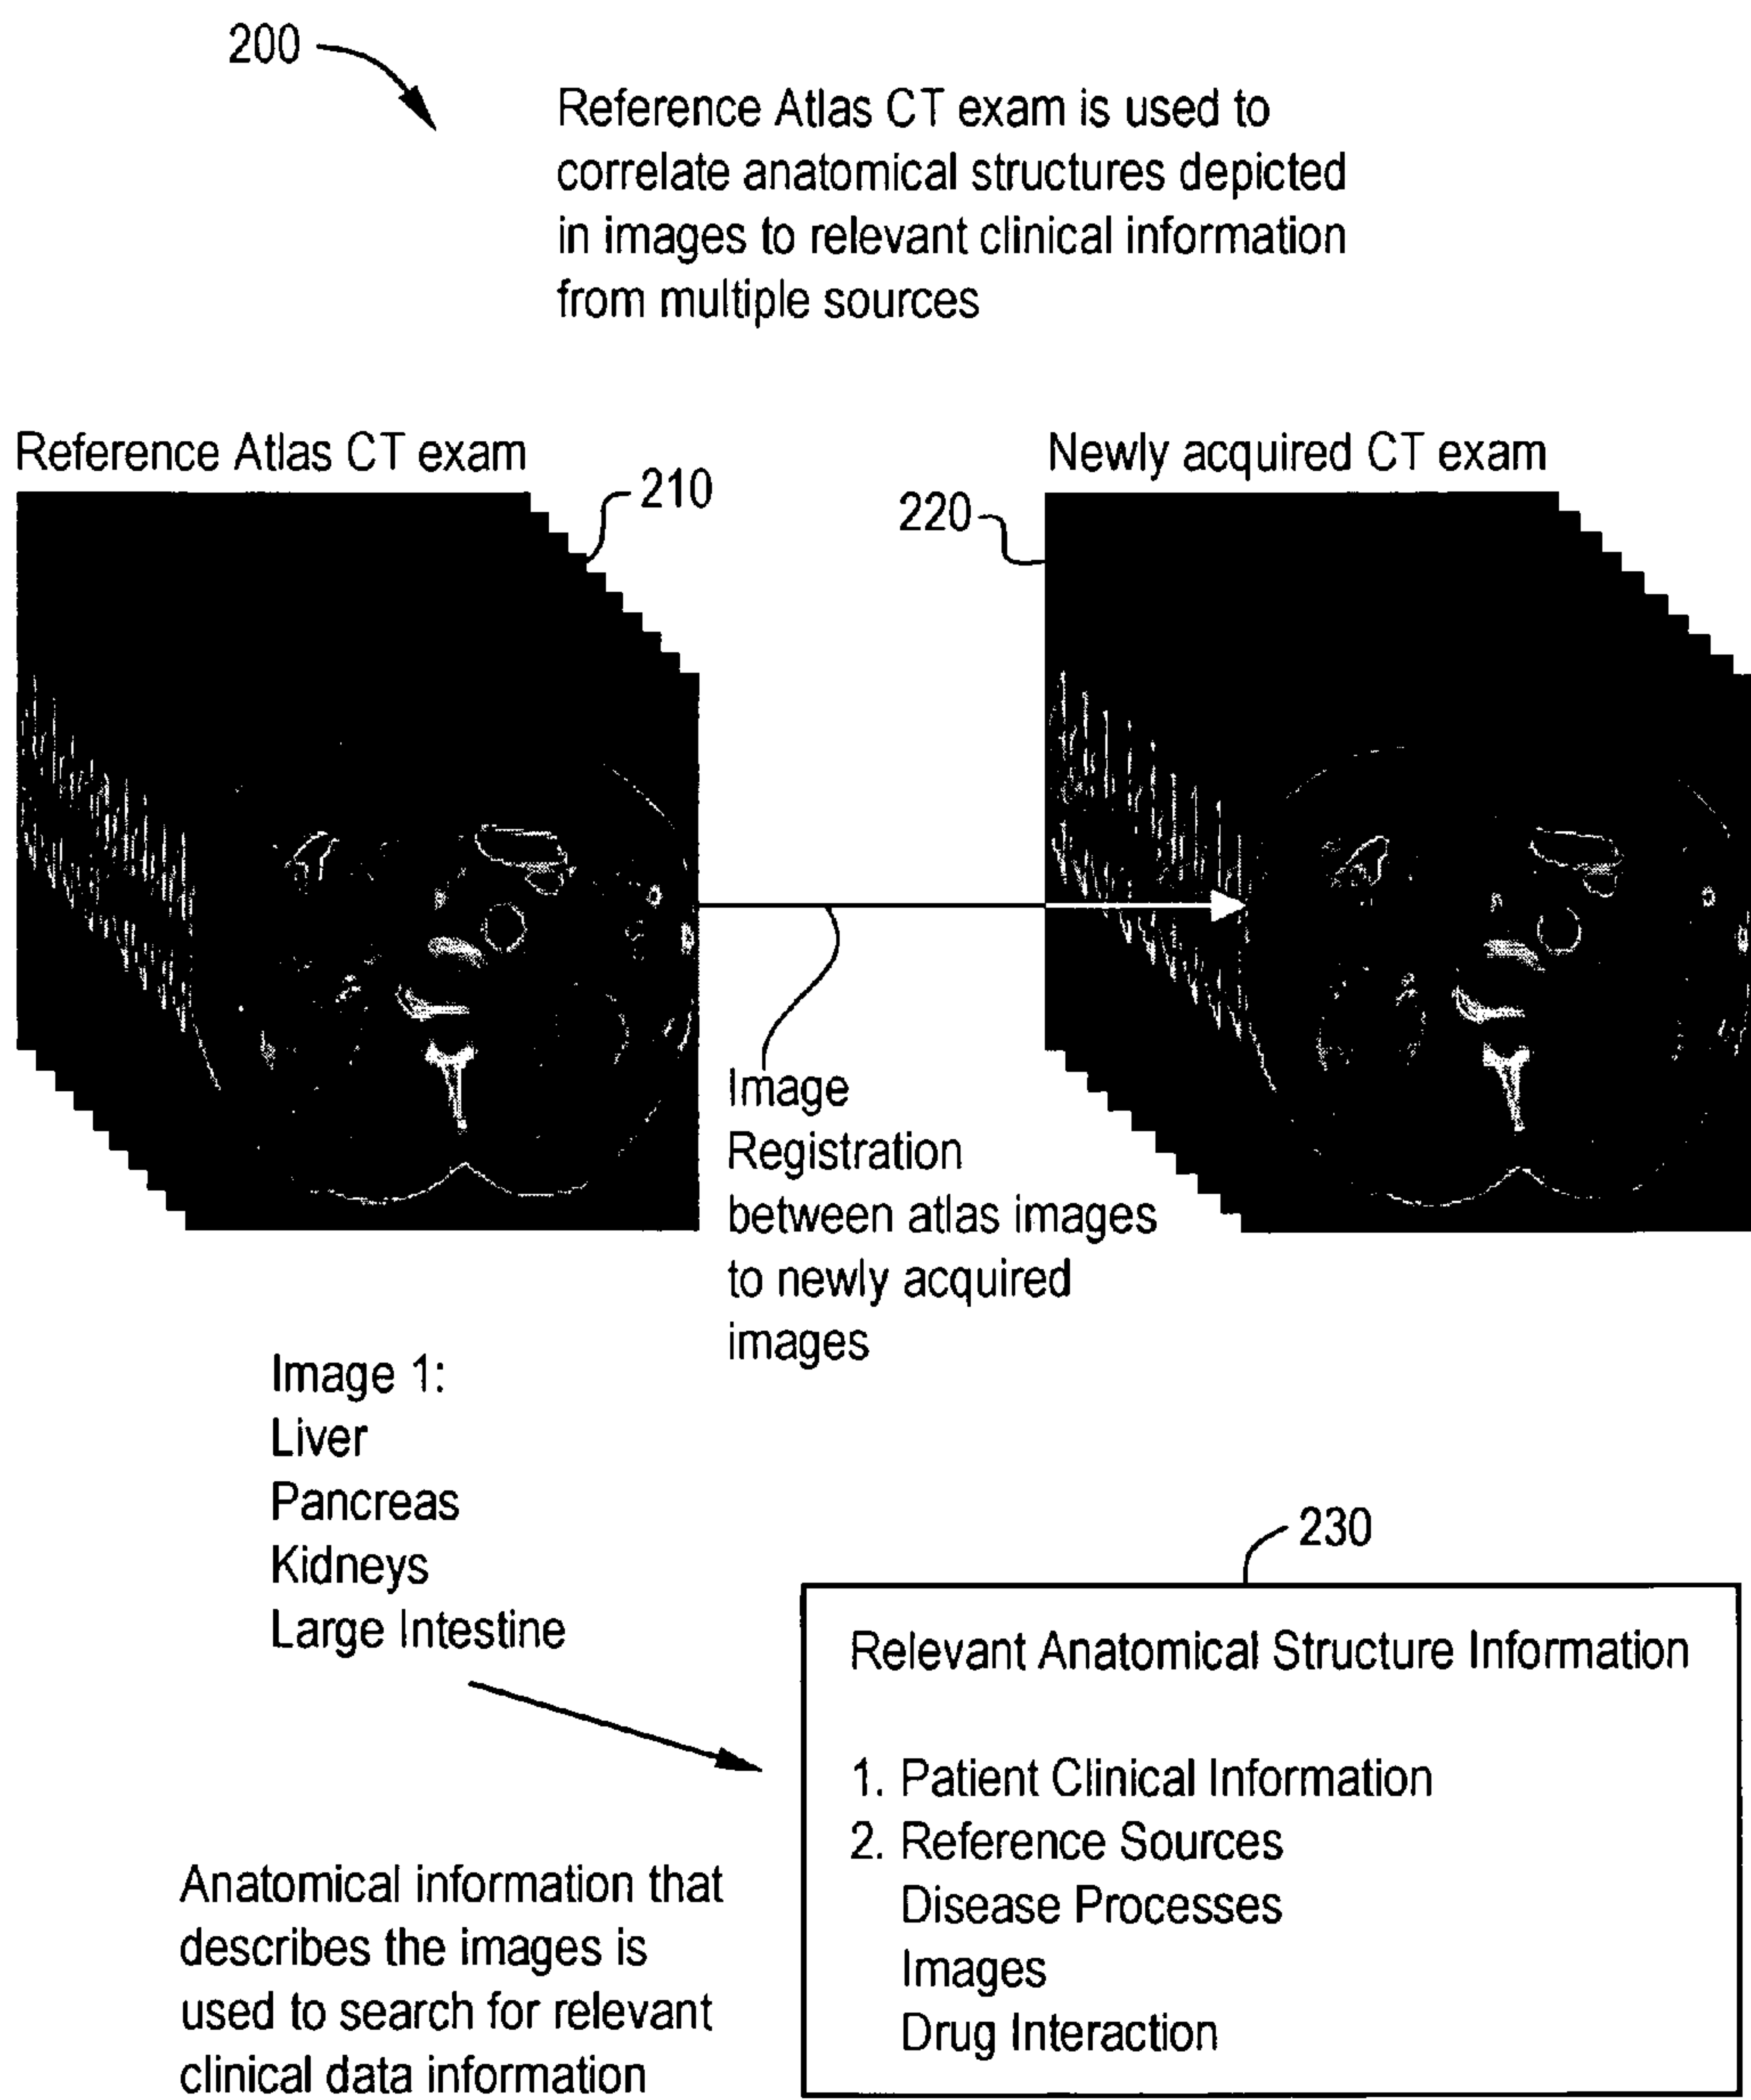 200
Reference Atlas CT exam is used to
correlate anatomical structures depicted
in images to relevant clinical information
from multiple sources
Reference Atlas CT exam
210
Newly acquired CT exam
220
Image
Registration
between atlas images
to newly acquired
images
Image 1:
Liver
Pancreas
Kidneys
Large Intestine
230
Relevant Anatomical Structure Information
1. Patient Clinical Information
2. Reference Sources
Disease Processes
Images
Drug Interaction
Anatomical information that
describes the images is
used to search for relevant
clinical data information